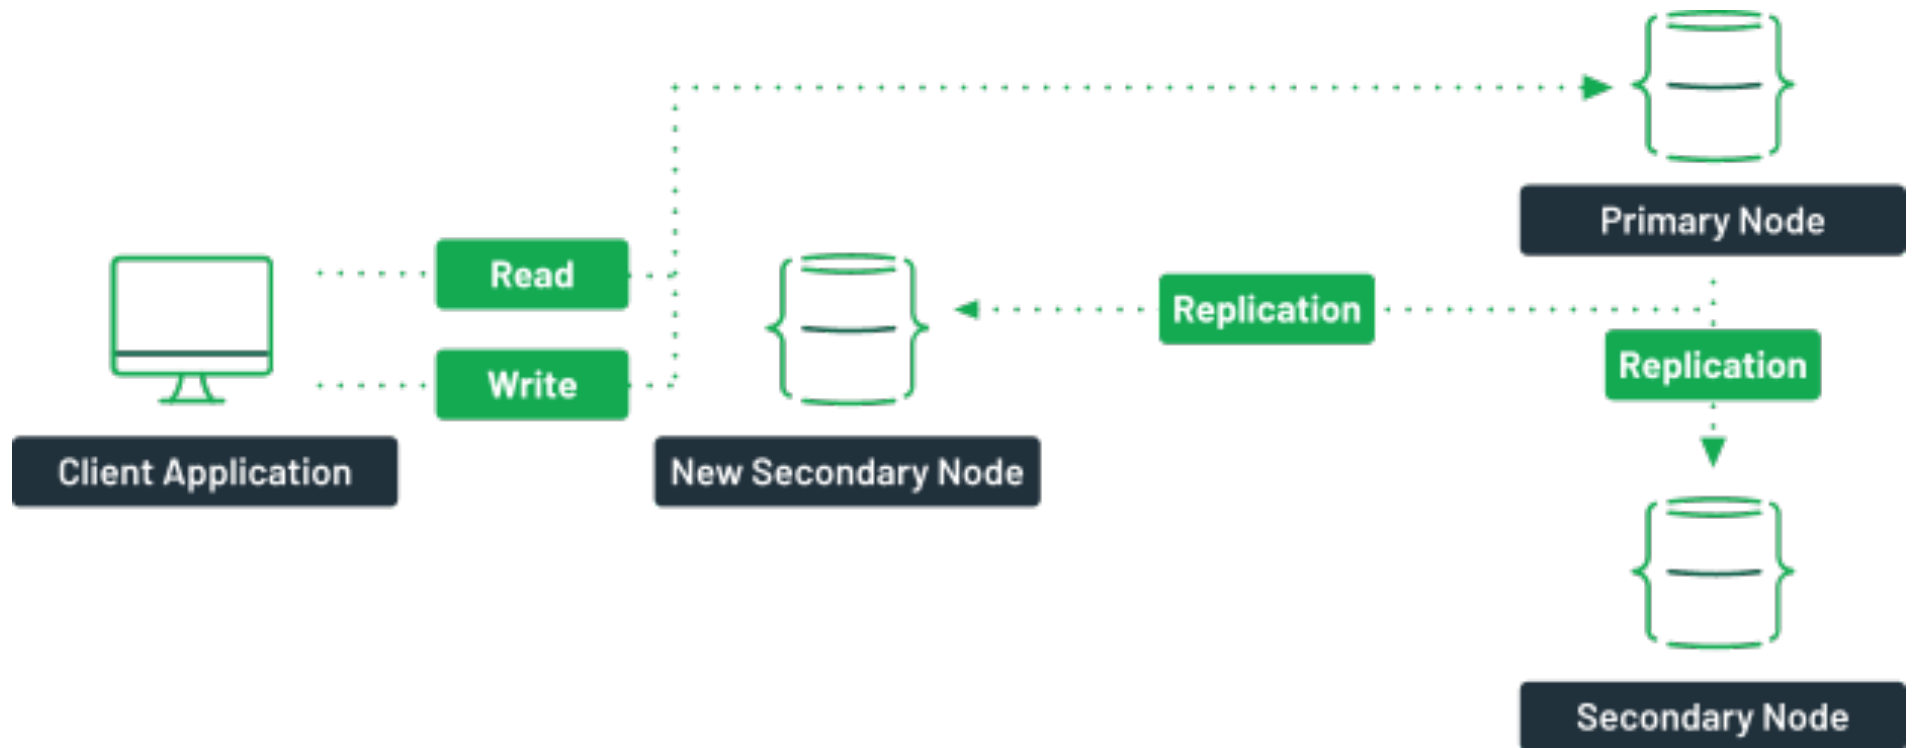 Primary Node
Read
Replication
Replication
Write
Client Application
New Secondary Node
Secondary Node